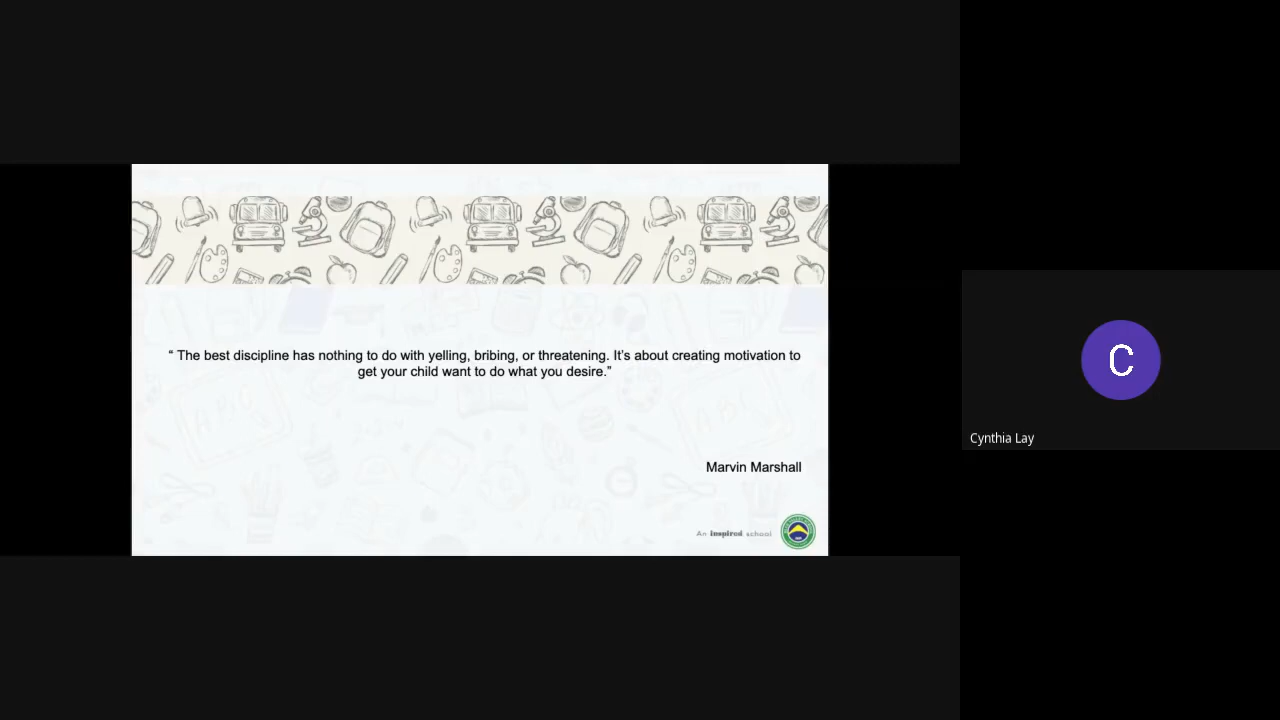 “ The best discipline has nothing to do with yelling, bribing, or threatening. It’s about creating motivation to
get your child want to do what you desire.”
Marvin Marshall
An inspired school
C
Cynthia Lay